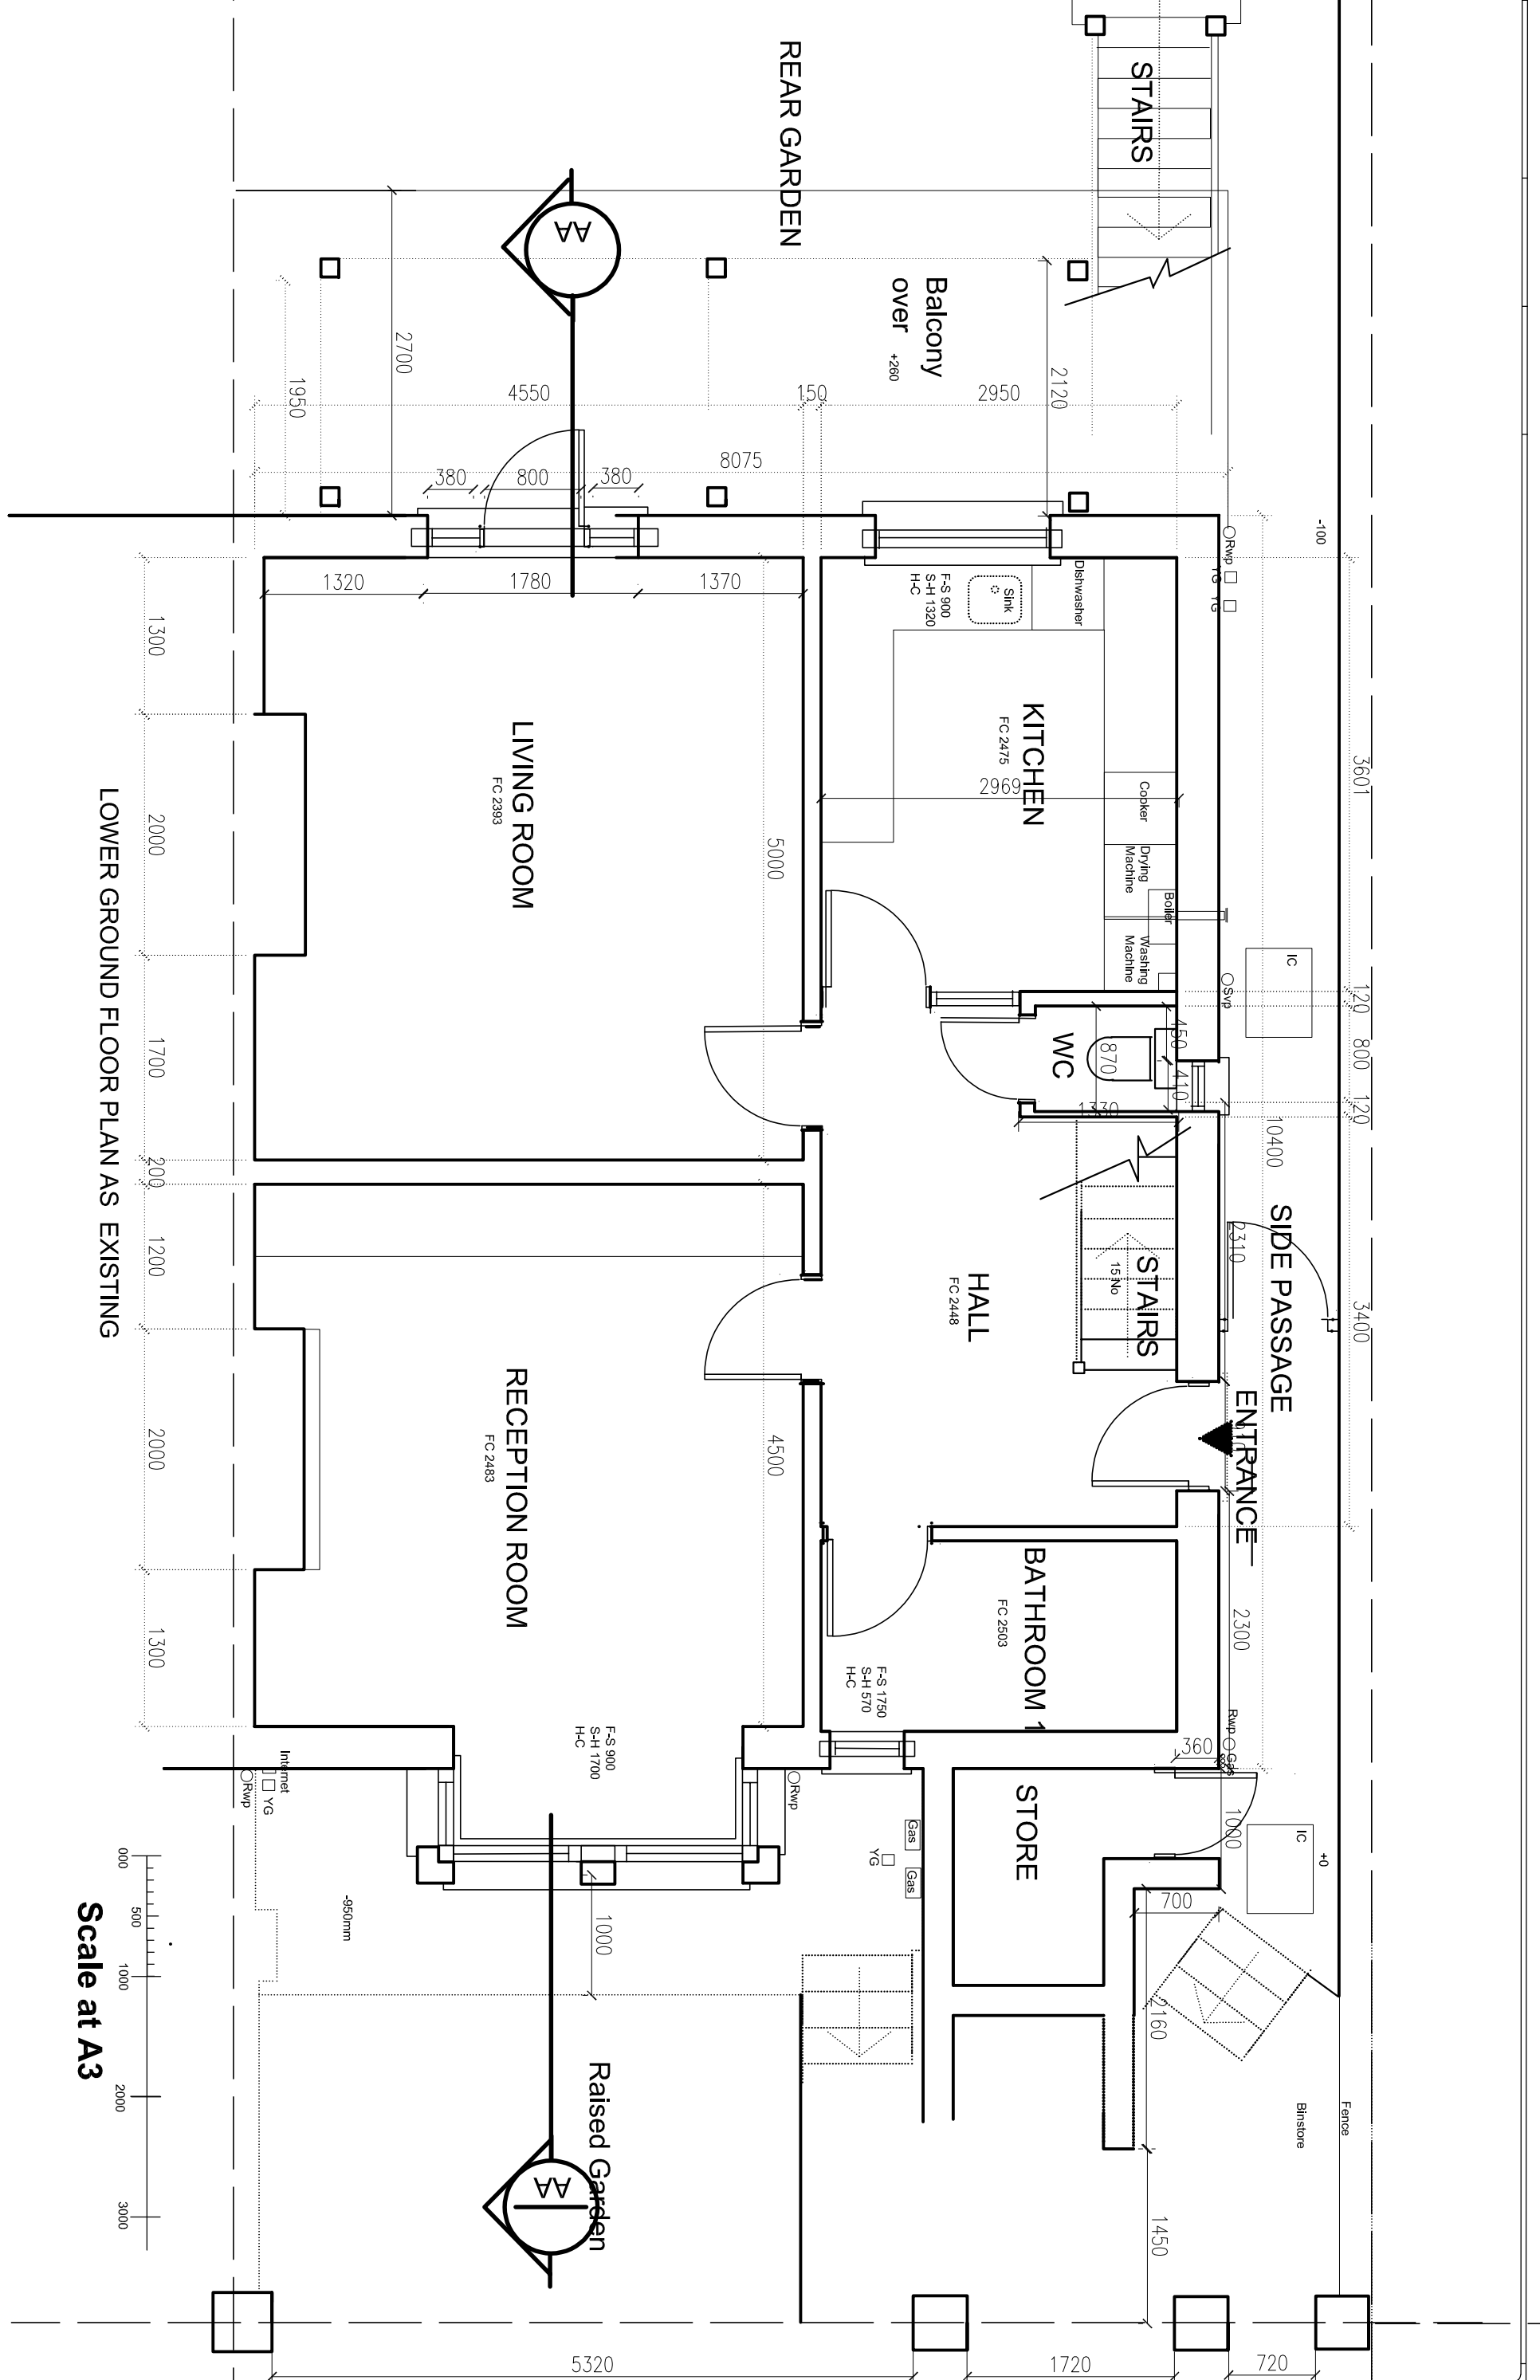 REAR GARDEN
STAIRS
AA
Balcony
over
+260
2700
1950
4550
150
2950
2120
8075
380
800
380
-100
Rwp
YG
YG
1320
1780
1370
F-S 900
S-H 1320
H-C
Sink
Dishwasher
1300
3601
KITCHEN
FC 2475
2969
LIVING ROOM
FC 2393
Cooker
Drying
Machine
Boiler
Washing
Machine
2000
5000
IC
Svp
120
800
120
WC
870
450
410
1330
1700
10400
200
SIDE PASSAGE
2310
STAIRS
15 No
HALL
FC 2448
1200
3400
ENTRANCE
RECEPTION ROOM
FC 2483
2000
4500
BATHROOM 1
FC 2503
2300
1300
F-S 1750
S-H 570
H-C
F-S 900
S-H 1700
H-C
Rwp
Gas
360
Internet
YG
Rwp
Rwp
STORE
1000
IC
+0
Gas
Gas
YG
700
-950mm
1000
2160
Raised Garden
AA
Fence
Binstore
1450
5320
1720
720
LOWER GROUND FLOOR PLAN AS EXISTING
000
500
1000
2000
3000
Scale at A3